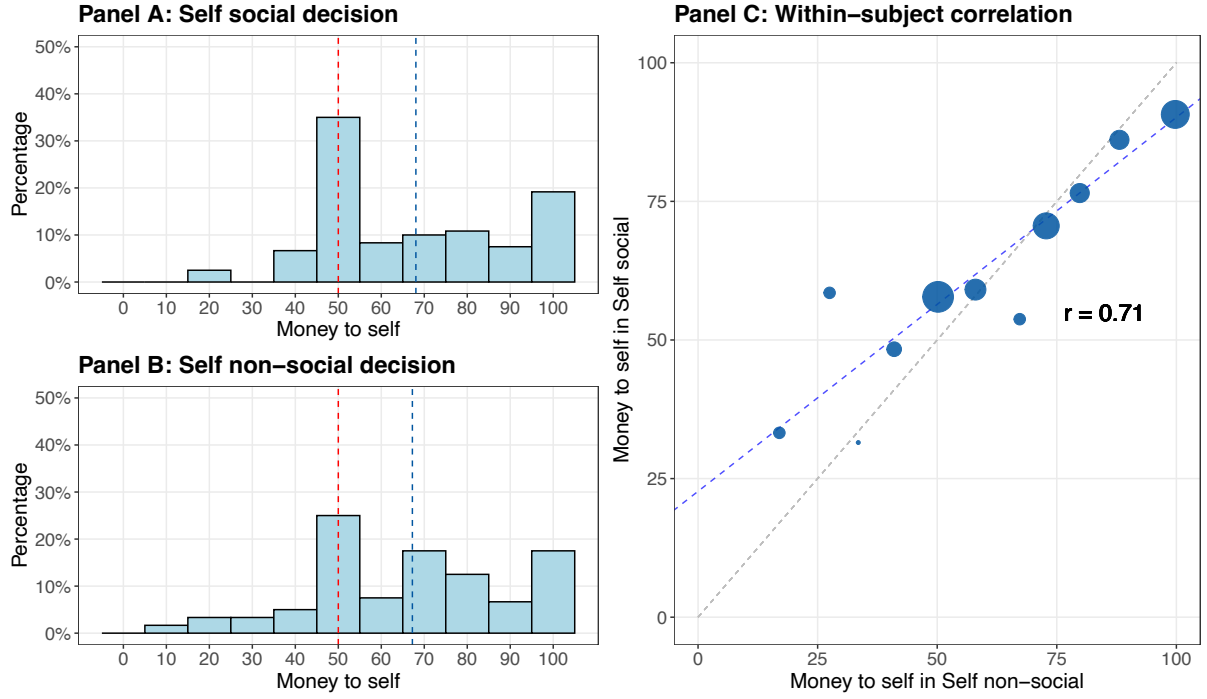 Panel A: Self social decision
50%
40%
30%
20%
10%
0%
Percentage
0 10 20 30 40 50 60 70 80 90 100
Money to self
Panel B: Self non−social decision
50%
40%
30%
20%
10%
0%
Percentage
0 10 20 30 40 50 60 70 80 90 100
Money to self
Panel C: Within−subject correlation
100
75
50
25
0
Money to self in Self social
r = 0.71
0 25 50 75 100
Money to self in Self non−social